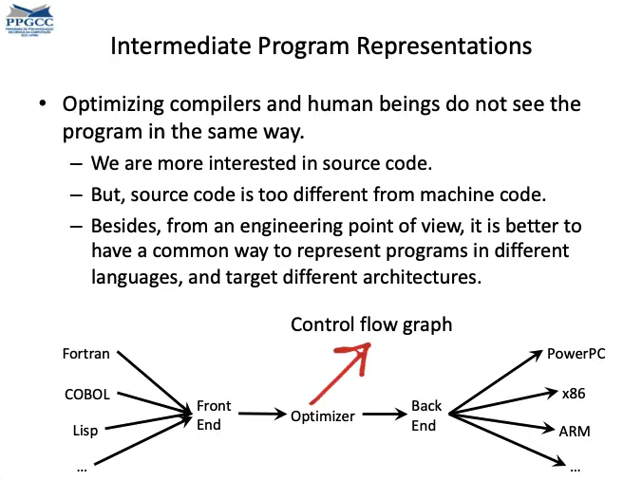 PPGCC
Intermediate Program Representations
• Optimizing compilers and human beings do not see the
program in the same way.
– We are more interested in source code.
– But, source code is too different from machine code.
– Besides, from an engineering point of view, it is better to
have a common way to represent programs in different
languages, and target different architectures.
Control flow graph
Fortran
COBOL
Lisp
...
Front
End
Optimizer
Back
End
PowerPC
x86
ARM
...